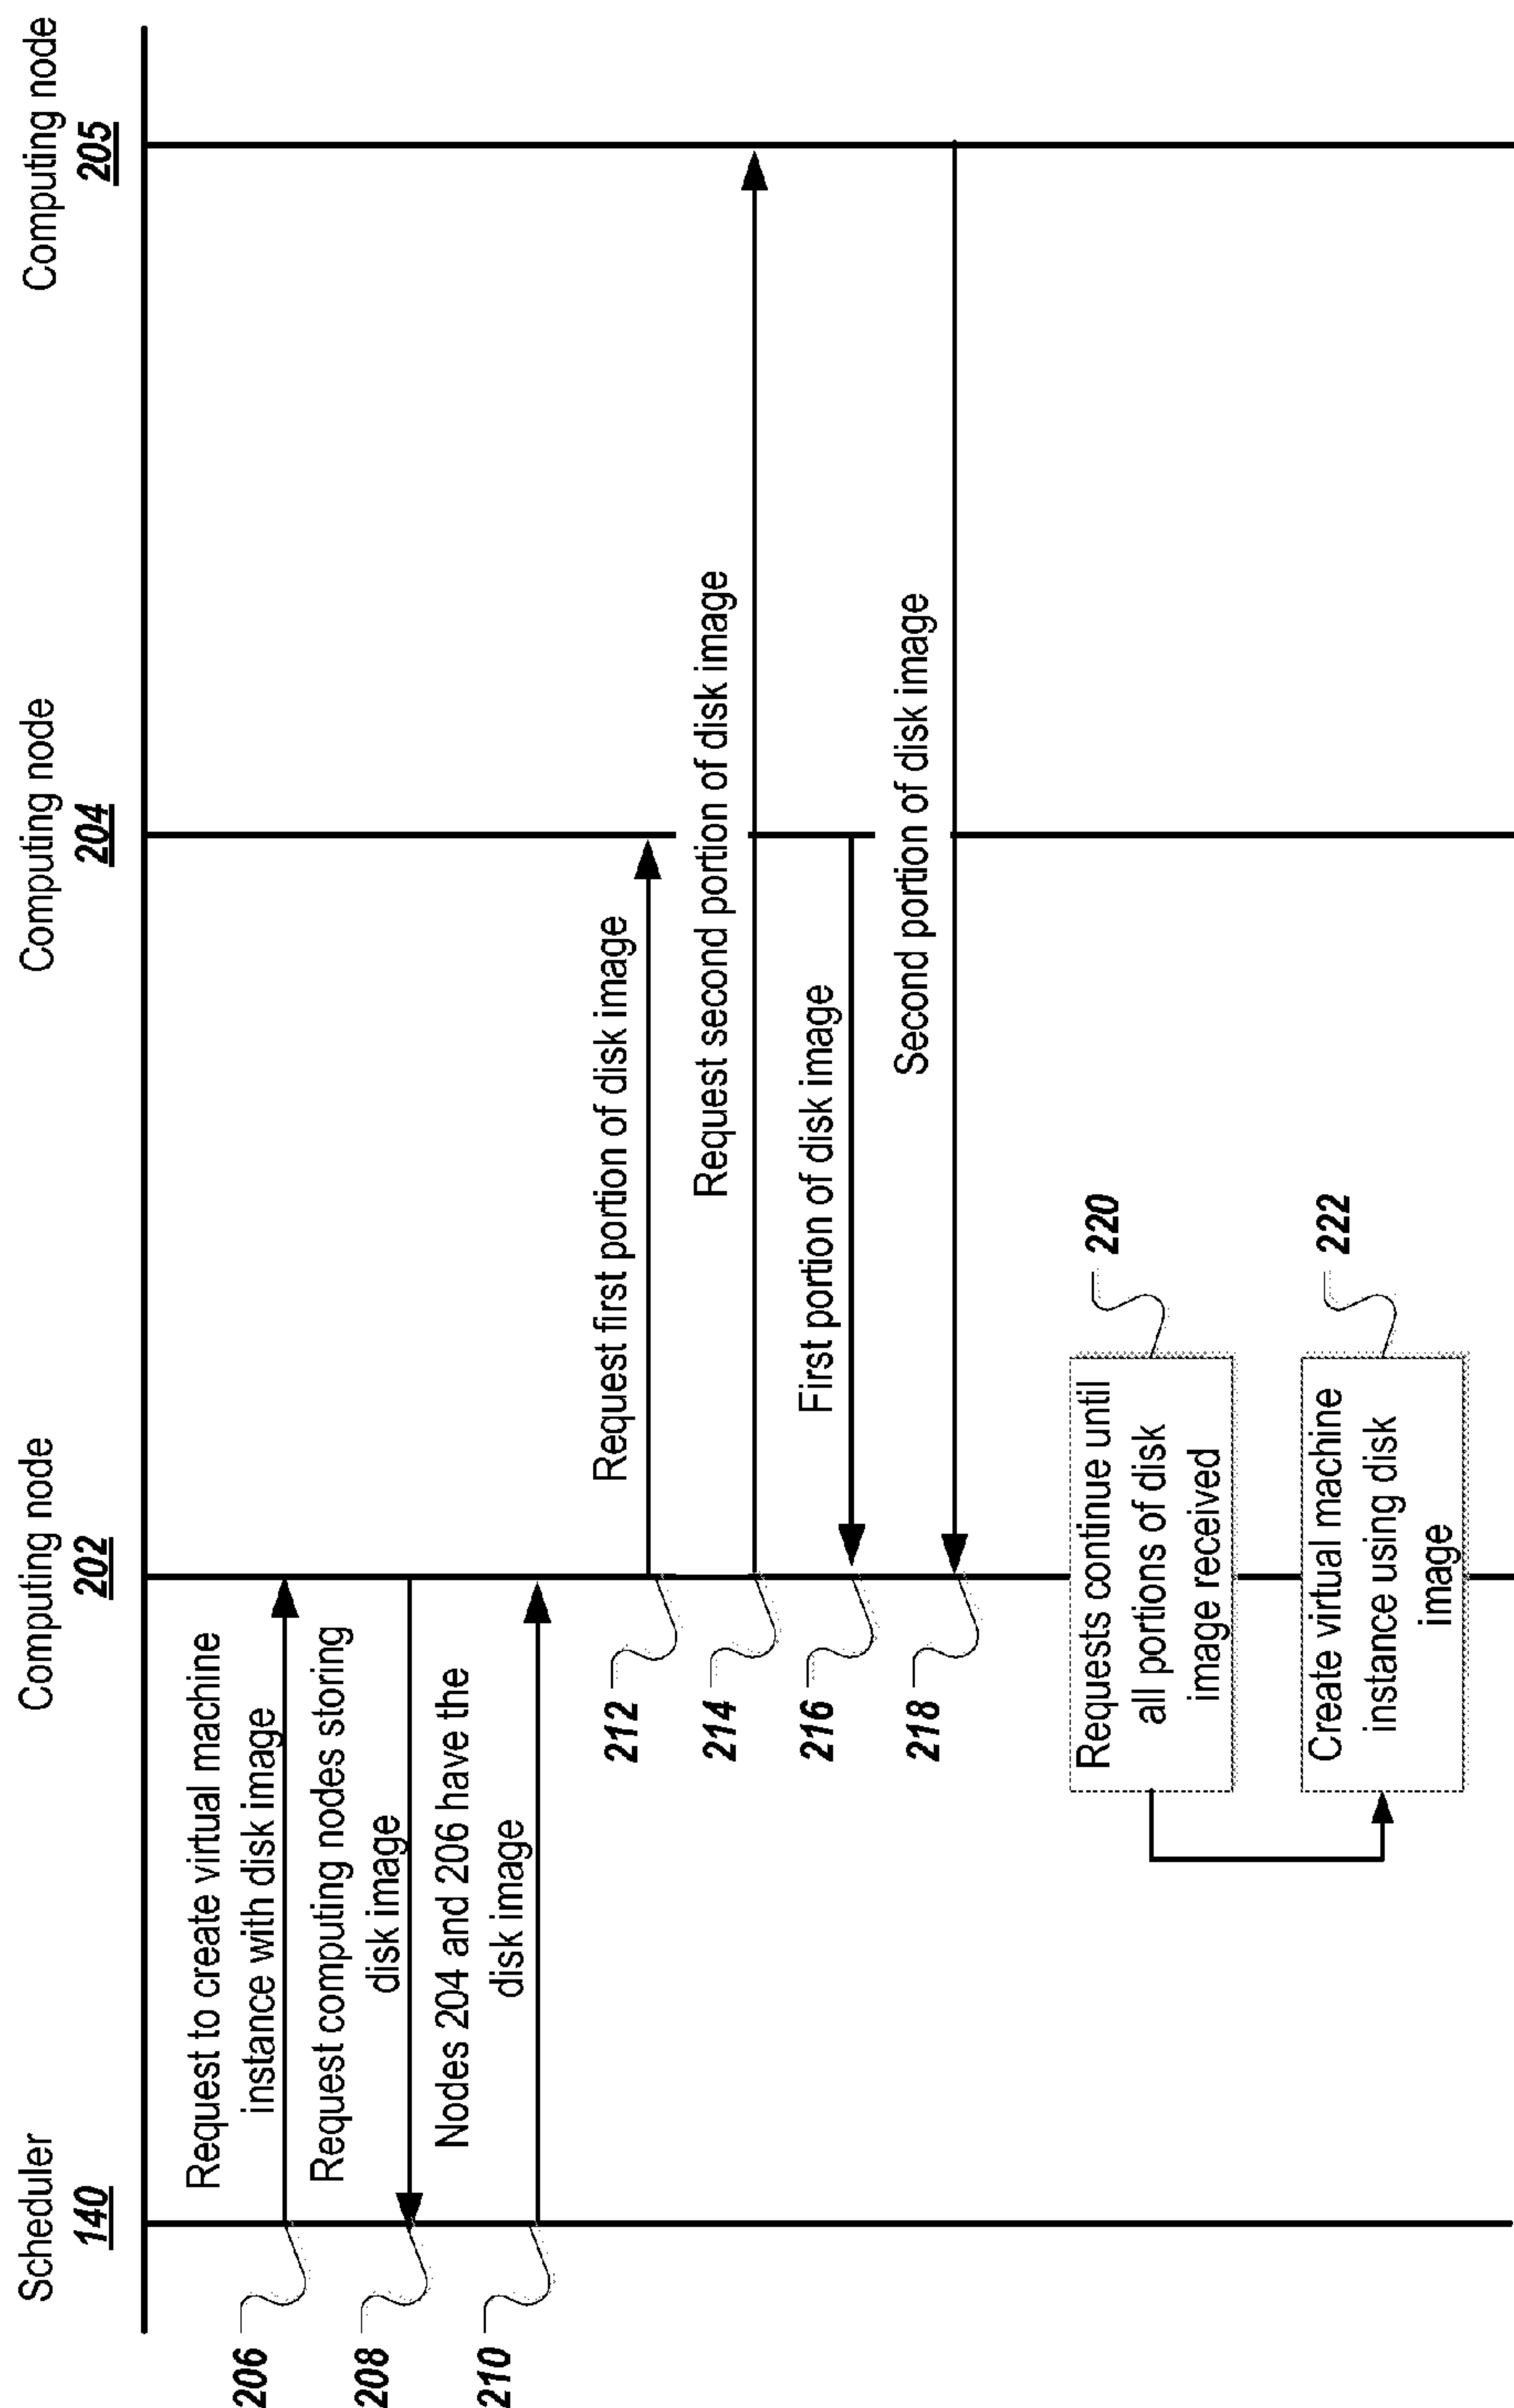 Scheduler
140
Computing node
202
Computing node
204
Computing node
205
206
Request to create virtual machine
instance with disk image
208
Request computing nodes storing
disk image
210
Nodes 204 and 206 have the
disk image
212
Request first portion of disk image
214
Request second portion of disk image
216
First portion of disk image
218
Second portion of disk image
Requests continue until
all portions of disk
image received
220
Create virtual machine
instance using disk
image
222